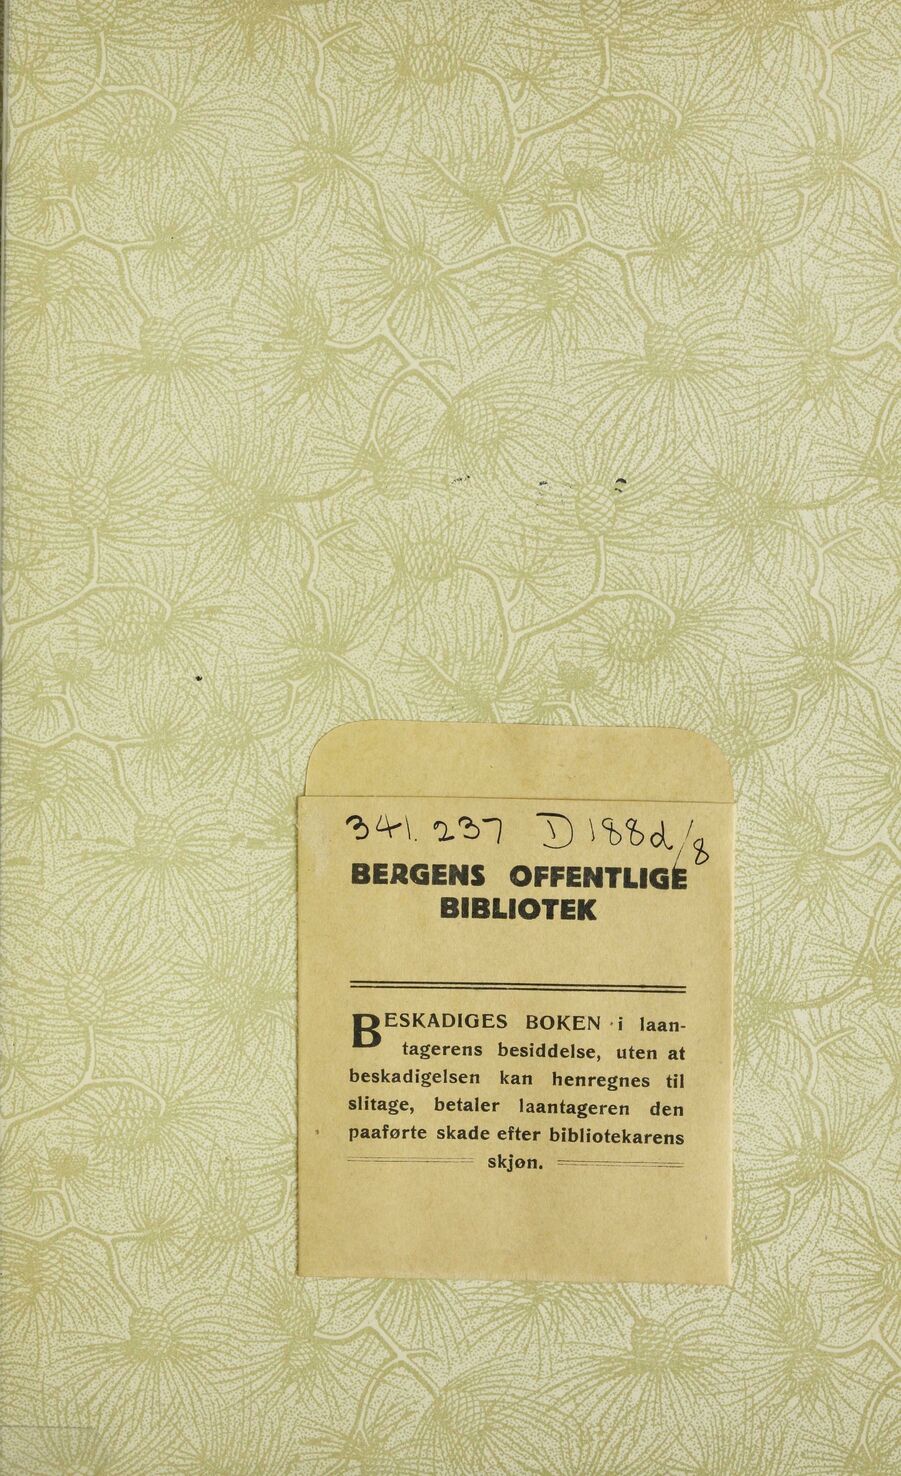 341.237 D188d/8
BERGENS OFFENTLIGE
BIBLIOTEK
BESKADIGES BOKEN i laan-
tagerens besiddelse, uten at
beskadigelsen kan henregnes til
slitage, betaler laantageren den
paaførte skade efter bibliotekarens
skjøn.